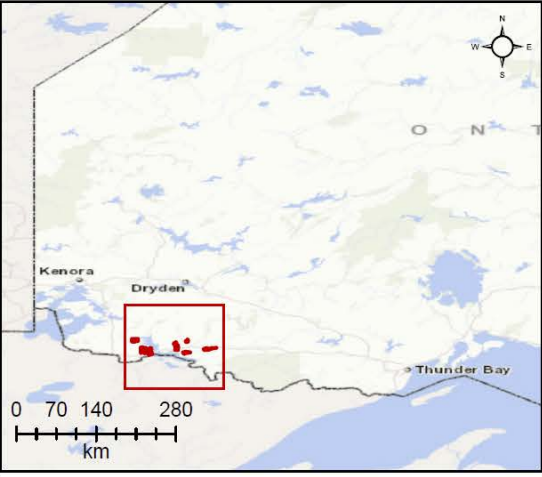 N
W E
S
O N T
Kenora
Dryden
Thunder Bay
0 70 140 280
km